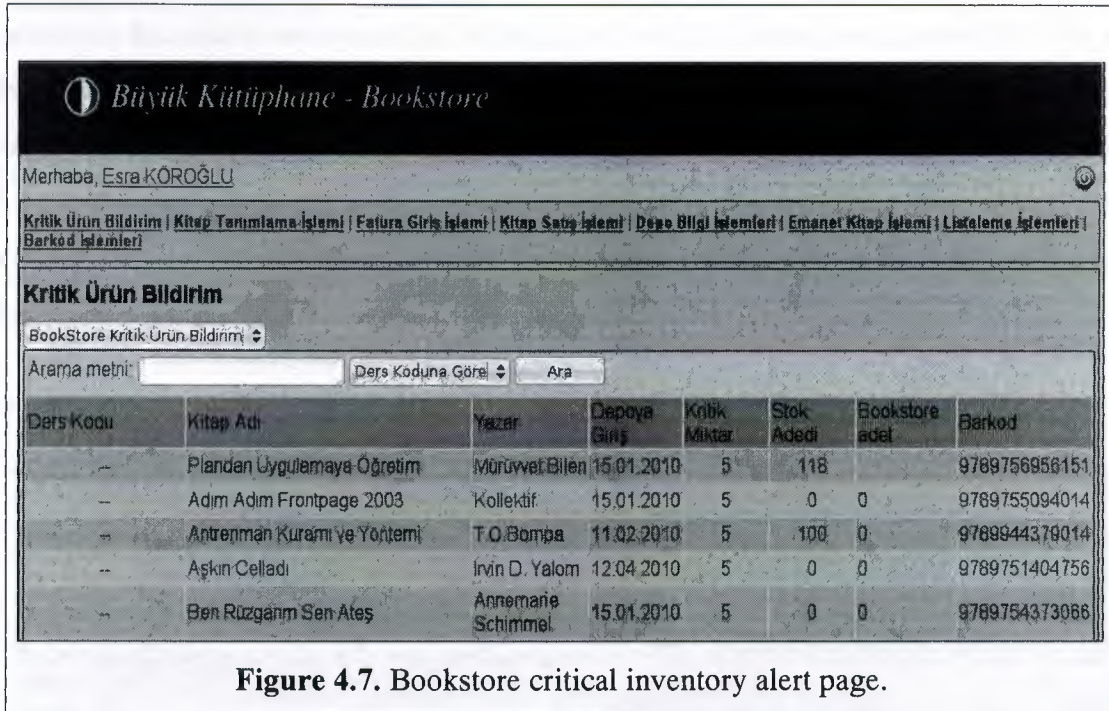 Büyük Kütüphane - Bookstore
Merhaba, Esra KÖROĞLU
Kritik Ürün Bildirim | Kitap Tanımlama İşlemi | Fatura Giriş İşlemi | Kitap Satış İşlemi | Depo Bilgi İşlemleri | Emanet Kitap İşlemi | Listeleme İşlemleri |
Barkod İşlemleri
Kritik Ürün Bildirim
BookStore Kritik Ürün Bildirim
Arama metni: Ders Koduna Göre Ara
Ders Kodu Kitap Adı Yazar Depoya Giriş Kritik Miktar Stok Adedi Bookstore adet Barkod
-- Plandan Uygulamaya Öğretim Mürüvvet Bilen 15.01.2010 5 118 9789756956151
-- Adım Adım Frontpage 2003 Kollektif 15.01.2010 5 0 0 9789755094014
-- Antrenman Kuramı ve Yöntemi T.O.Bompa 11.02.2010 5 100 0 9789944379014
-- Aşkın Celladı Irvin D. Yalom 12.04.2010 5 0 0 9789751404756
-- Ben Rüzgarım Sen Ateş Annemarie Schimmel 15.01.2010 5 0 0 9789754373066
Figure 4.7. Bookstore critical inventory alert page.